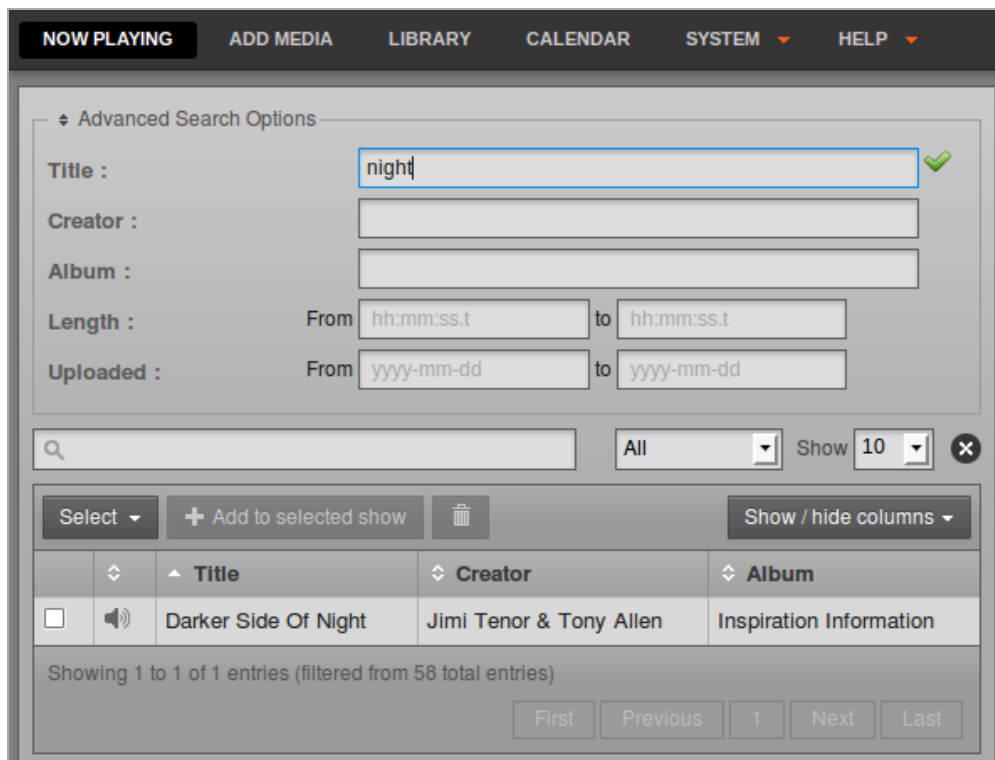 NOW PLAYING ADD MEDIA LIBRARY CALENDAR SYSTEM HELP
Advanced Search Options
Title : night
Creator :
Album :
Length : From hh:mm:ss.t to hh:mm:ss.t
Uploaded : From yyyy-mm-dd to yyyy-mm-dd
All Show 10
Select + Add to selected show Show / hide columns
Title Creator Album
Darker Side Of Night Jimi Tenor & Tony Allen Inspiration Information
Showing 1 to 1 of 1 entries (filtered from 58 total entries)
First Previous 1 Next Last